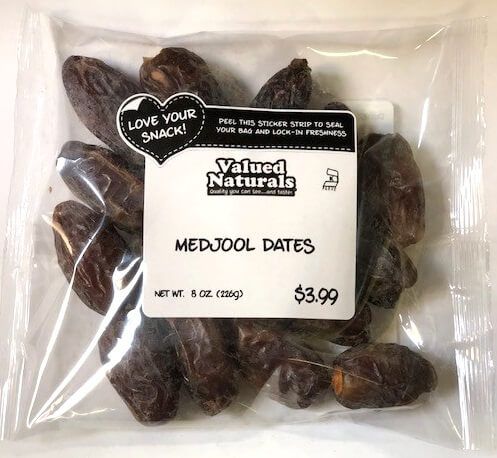 LOVE YOUR
SNACK!
PEEL THIS STICKER STRIP TO SEAL
YOUR BAG AND LOCK-IN FRESHNESS
Valued
Naturals
Quality you can see...and taste!
K
MEDJOOL DATES
NET WT. 8 OZ. (226g)
$3.99